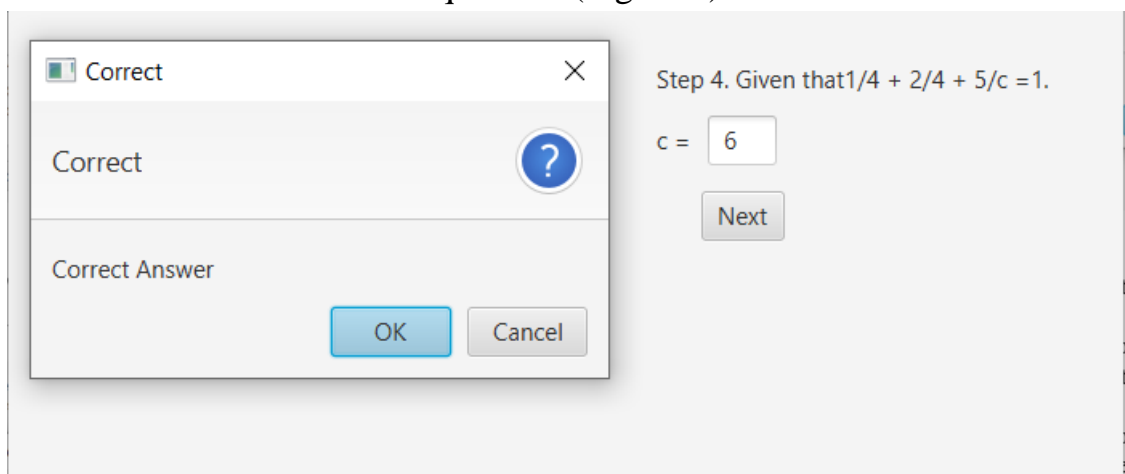 Correct
Correct
Correct Answer
OK Cancel
Step 4. Given that1/4 + 2/4 + 5/c =1.
c = 6
Next